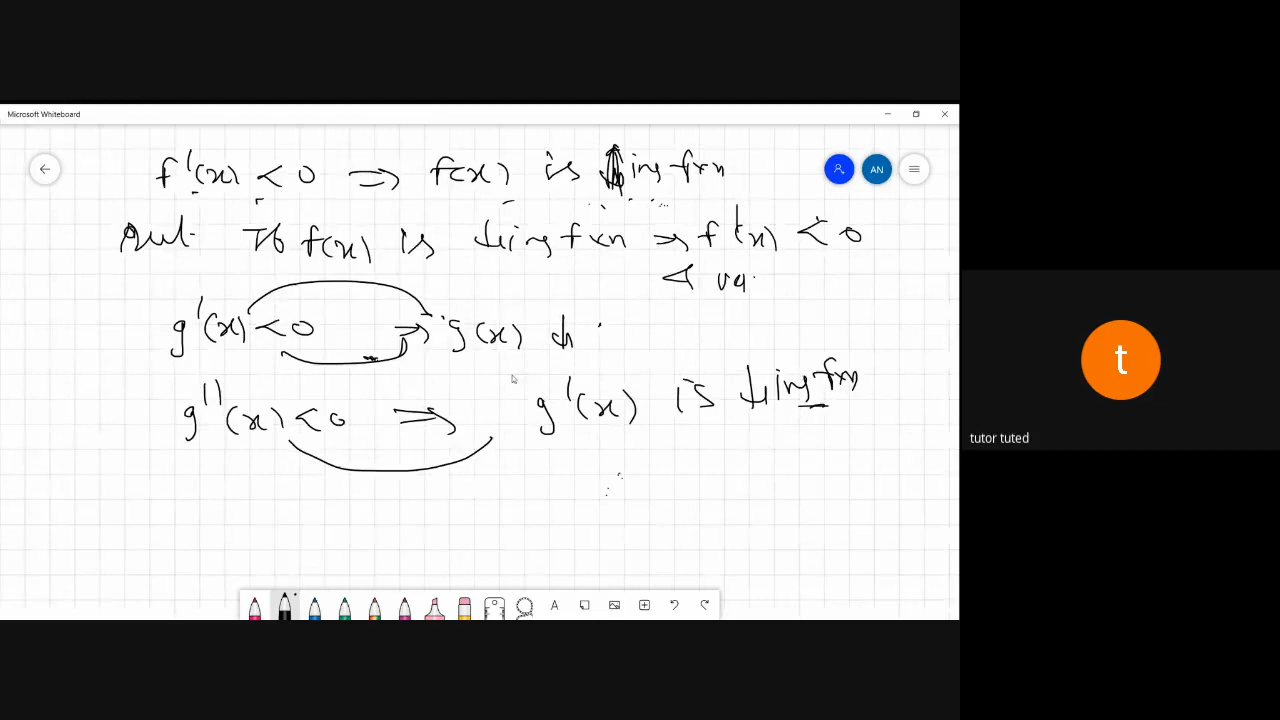 Microsoft Whiteboard
f'(x) < 0 ⇒ f(x) is ↓ing fxn
AN
But If f(x) is ↓ing fxn ⇒ f'(x) < 0
g'(x) < 0 ⇒ g(x) ↓
g''(x) < 0 ⇒ g'(x) is ↓ing fxn
t
tutor tuted
A